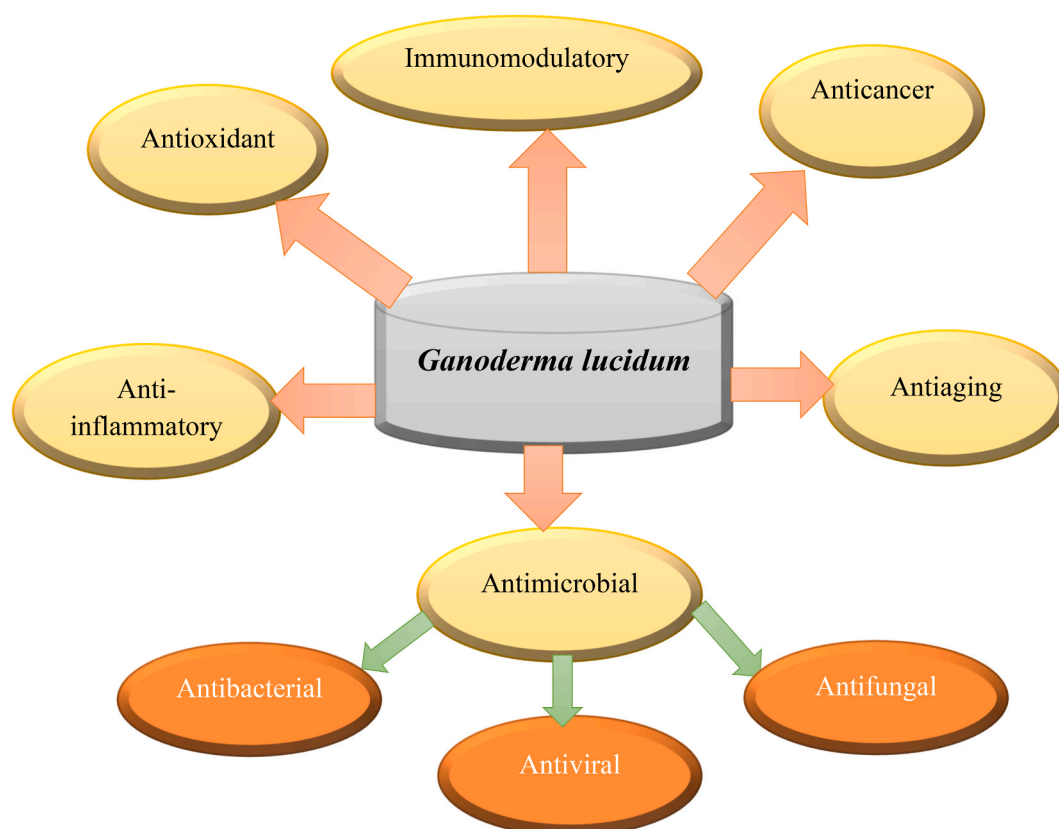 Immunomodulatory
Anticancer
Antioxidant
Ganoderma lucidum
Anti-
inflammatory
Antiaging
Antimicrobial
Antibacterial
Antifungal
Antiviral